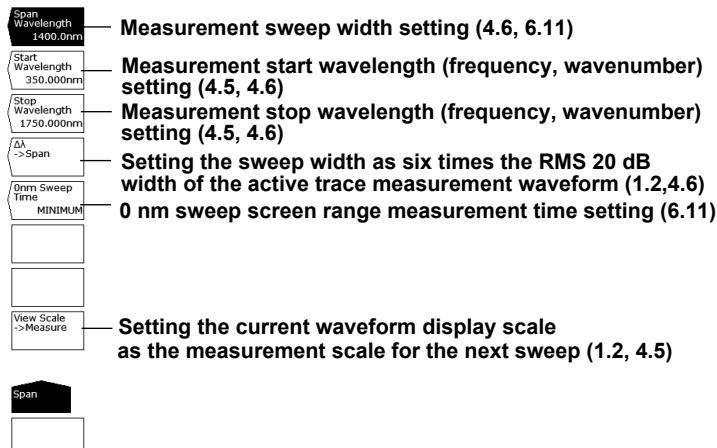 Span
Wavelength
1400.0nm
Measurement sweep width setting (4.6, 6.11)
Start
Wavelength
350.000nm
Measurement start wavelength (frequency, wavenumber)
setting (4.5, 4.6)
Stop
Wavelength
1750.000nm
Measurement stop wavelength (frequency, wavenumber)
setting (4.5, 4.6)
Δλ
->Span
Setting the sweep width as six times the RMS 20 dB
width of the active trace measurement waveform (1.2,4.6)
0nm Sweep
Time
MINIMUM
0 nm sweep screen range measurement time setting (6.11)
View Scale
->Measure
Setting the current waveform display scale
as the measurement scale for the next sweep (1.2, 4.5)
Span